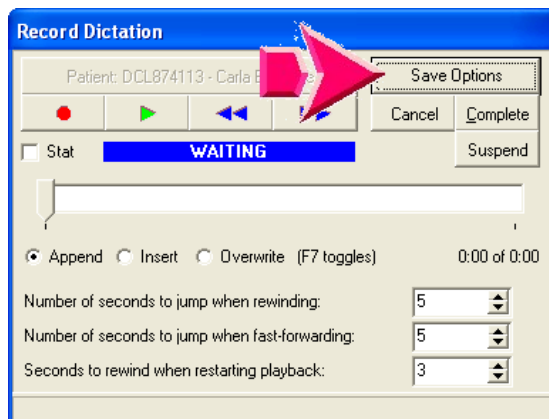 Record Dictation
Patient: DCL874113 - Carla Save Options
Cancel Complete
Stat WAITING Suspend
Append Insert Overwrite (F7 toggles) 0:00 of 0:00
Number of seconds to jump when rewinding: 5
Number of seconds to jump when fast-forwarding: 5
Seconds to rewind when restarting playback: 3